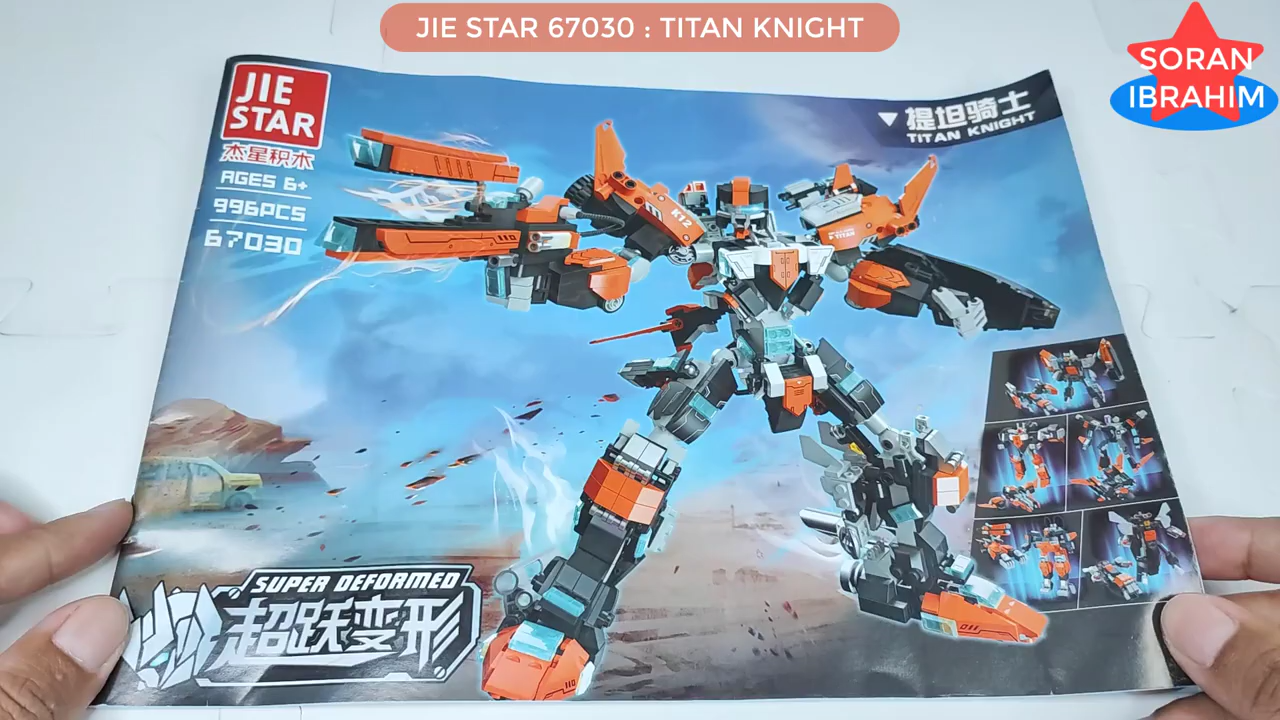 JIE STAR 67030 : TITAN KNIGHT
SORAN
IBRAHIM
JIE
STAR
杰星积木
AGES 6+
996PCS
67030
提坦骑士
TITAN KNIGHT
K12
TITAN
SUPER DEFORMED
超跃变形